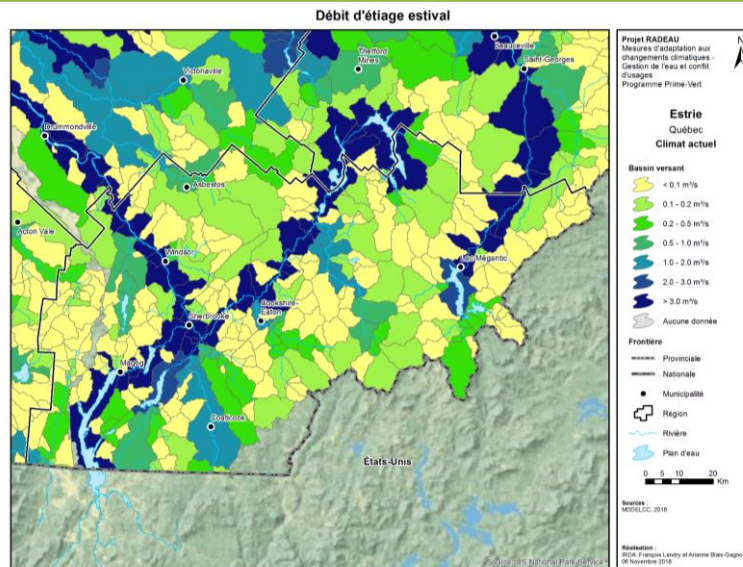 Débit d'étiage estival
Beauceville
Saint-Georges
Thetford
Mines
Victoriaville
Drummondville
Asbestos
Acton Vale
Windsor
Lac-Mégantic
Cookshire-
Eaton
Sherbrooke
Magog
Coaticook
États-Unis
Source: US National Park Service
Projet RADEAU
Mesures d'adaptation aux
changements climatiques -
Gestion de l'eau et conflit
d'usages
Programme Prime-Vert
N
Estrie
Québec
Climat actuel
Bassin versant
< 0.1 m³/s
0.1 - 0.2 m³/s
0.2 - 0.5 m³/s
0.5 - 1.0 m³/s
1.0 - 2.0 m³/s
2.0 - 3.0 m³/s
> 3.0 m³/s
Aucune donnée
Frontière
Provinciale
Nationale
Municipalité
Région
Rivière
Plan d'eau
0 5 10 20
Km
Sources :
MDDELCC, 2018
Réalisation :
IRDA, François Landry et Arianne Blais-Gagnon
08 Novembre 2018